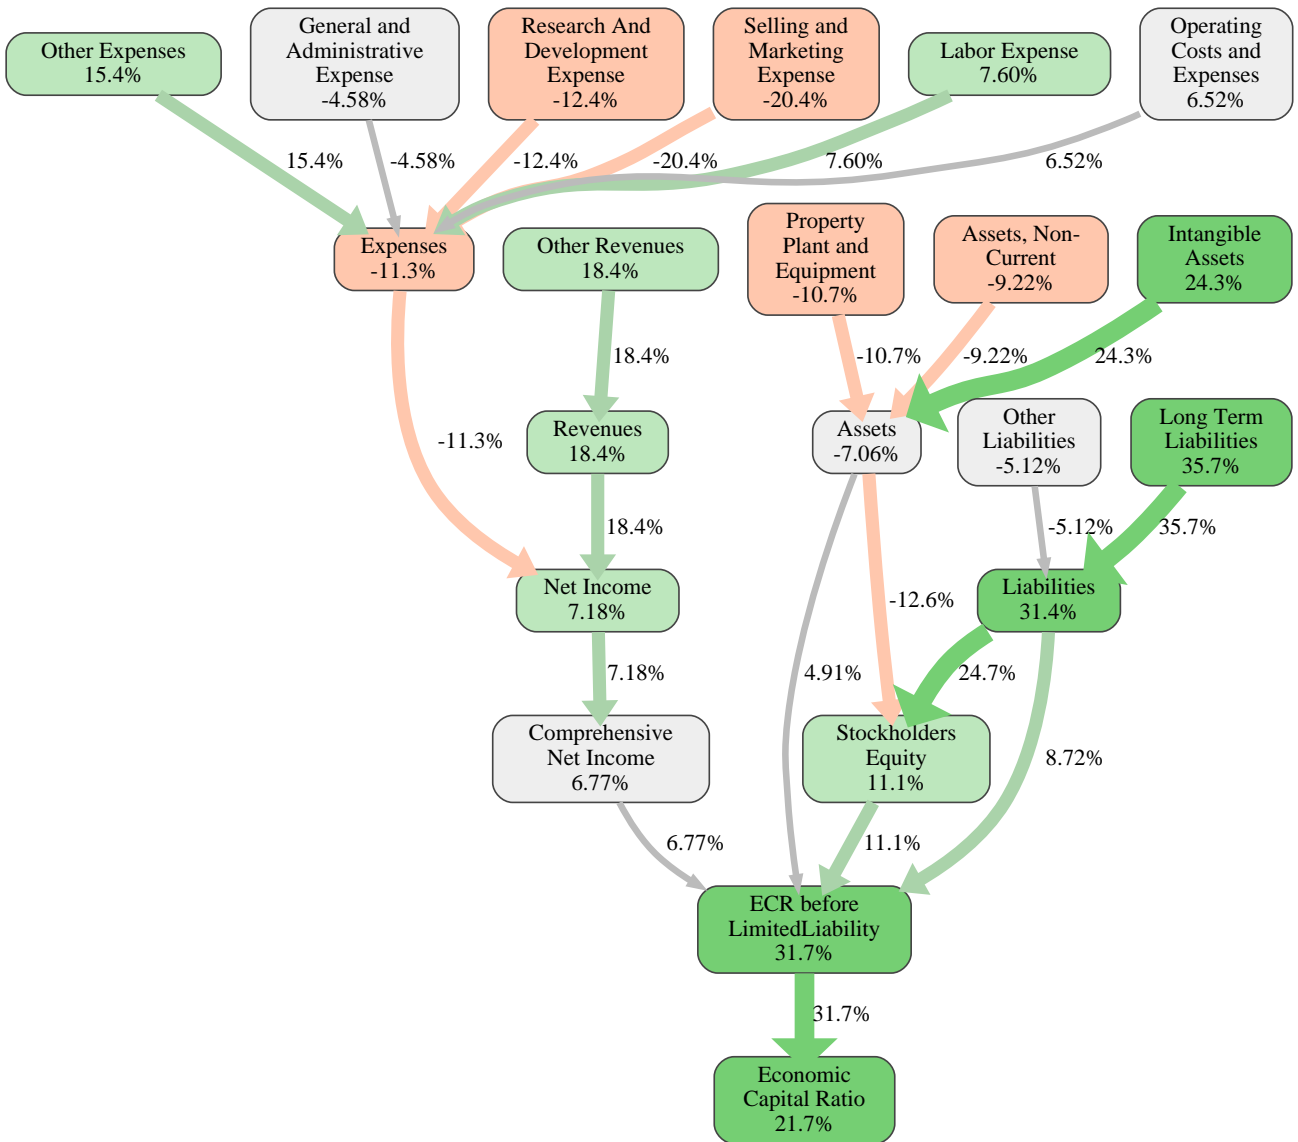 Other Expenses
15.4%
General and
Administrative
Expense
-4.58%
Research And
Development
Expense
-12.4%
Selling and
Marketing
Expense
-20.4%
Labor Expense
7.60%
Operating
Costs and
Expenses
6.52%
15.4%
-4.58%
-12.4%
-20.4%
7.60%
6.52%
Expenses
-11.3%
Other Revenues
18.4%
Property
Plant and
Equipment
-10.7%
Assets, Non-
Current
-9.22%
Intangible
Assets
24.3%
18.4%
-10.7%
-9.22%
24.3%
-11.3%
Revenues
18.4%
Assets
-7.06%
Other
Liabilities
-5.12%
Long Term
Liabilities
35.7%
18.4%
-5.12%
35.7%
Net Income
7.18%
-12.6%
Liabilities
31.4%
7.18%
4.91%
24.7%
Comprehensive
Net Income
6.77%
Stockholders
Equity
11.1%
8.72%
6.77%
11.1%
ECR before
LimitedLiability
31.7%
31.7%
Economic
Capital Ratio
21.7%